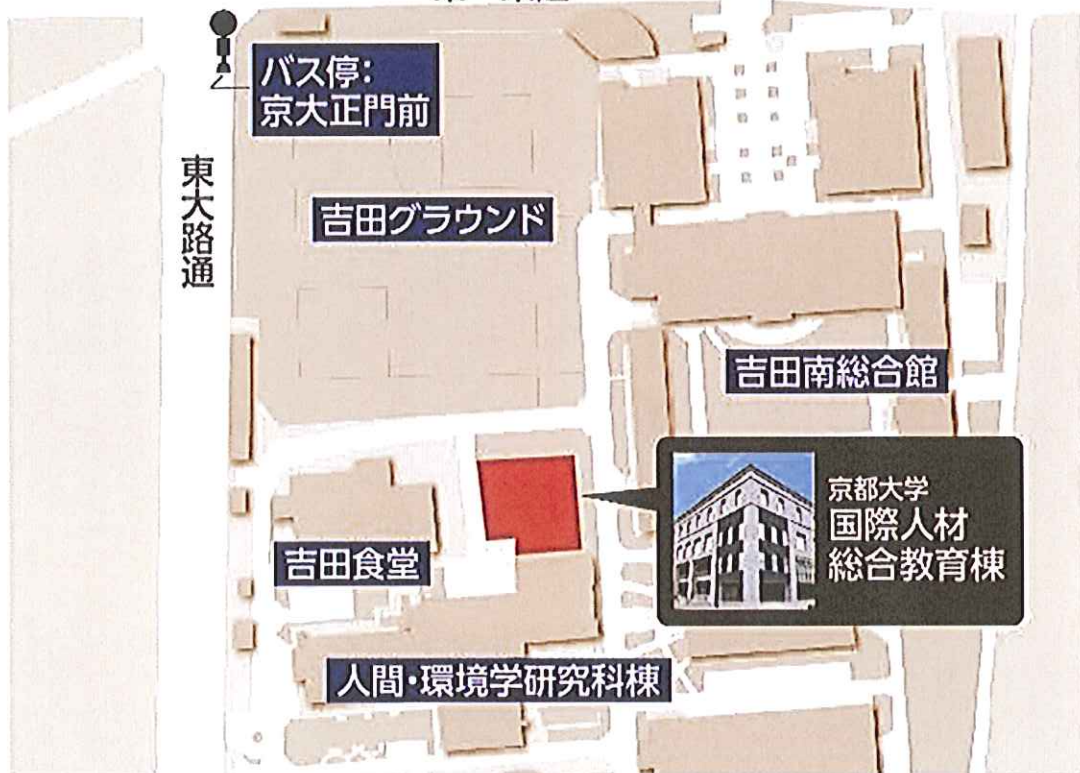 バス停：
京大正門前
東大路通
吉田グラウンド
吉田南総合館
京都大学
国際人材
総合教育棟
吉田食堂
人間・環境学研究科棟